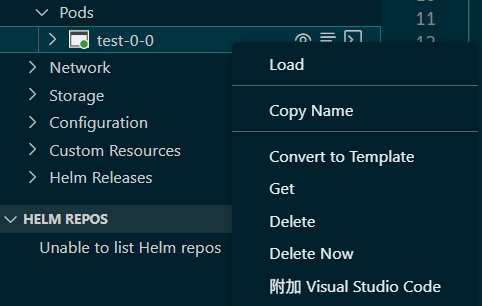 Pods
11
test-0-0
12
Load
Network
Storage
Copy Name
Configuration
Custom Resources
Convert to Template
Helm Releases
Get
HELM REPOS
Delete
Unable to list Helm repos
Delete Now
附加 Visual Studio Code